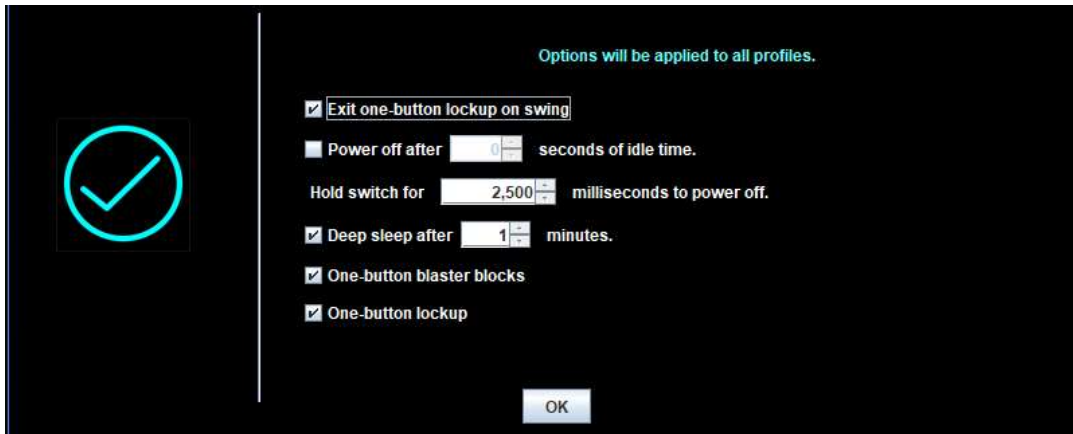 Options will be applied to all profiles.
Exit one-button lockup on swing
Power off after 0 seconds of idle time.
Hold switch for 2,500 milliseconds to power off.
Deep sleep after 1 minutes.
One-button blaster blocks
One-button lockup
OK